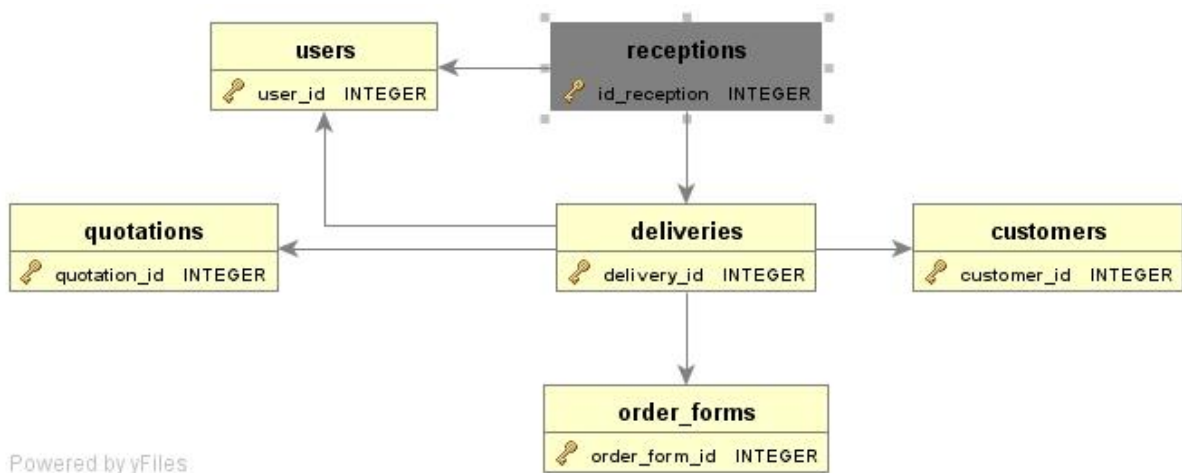 users
user_id INTEGER
receptions
id_reception INTEGER
quotations
quotation_id INTEGER
deliveries
delivery_id INTEGER
customers
customer_id INTEGER
order_forms
order_form_id INTEGER
Powered by yFiles